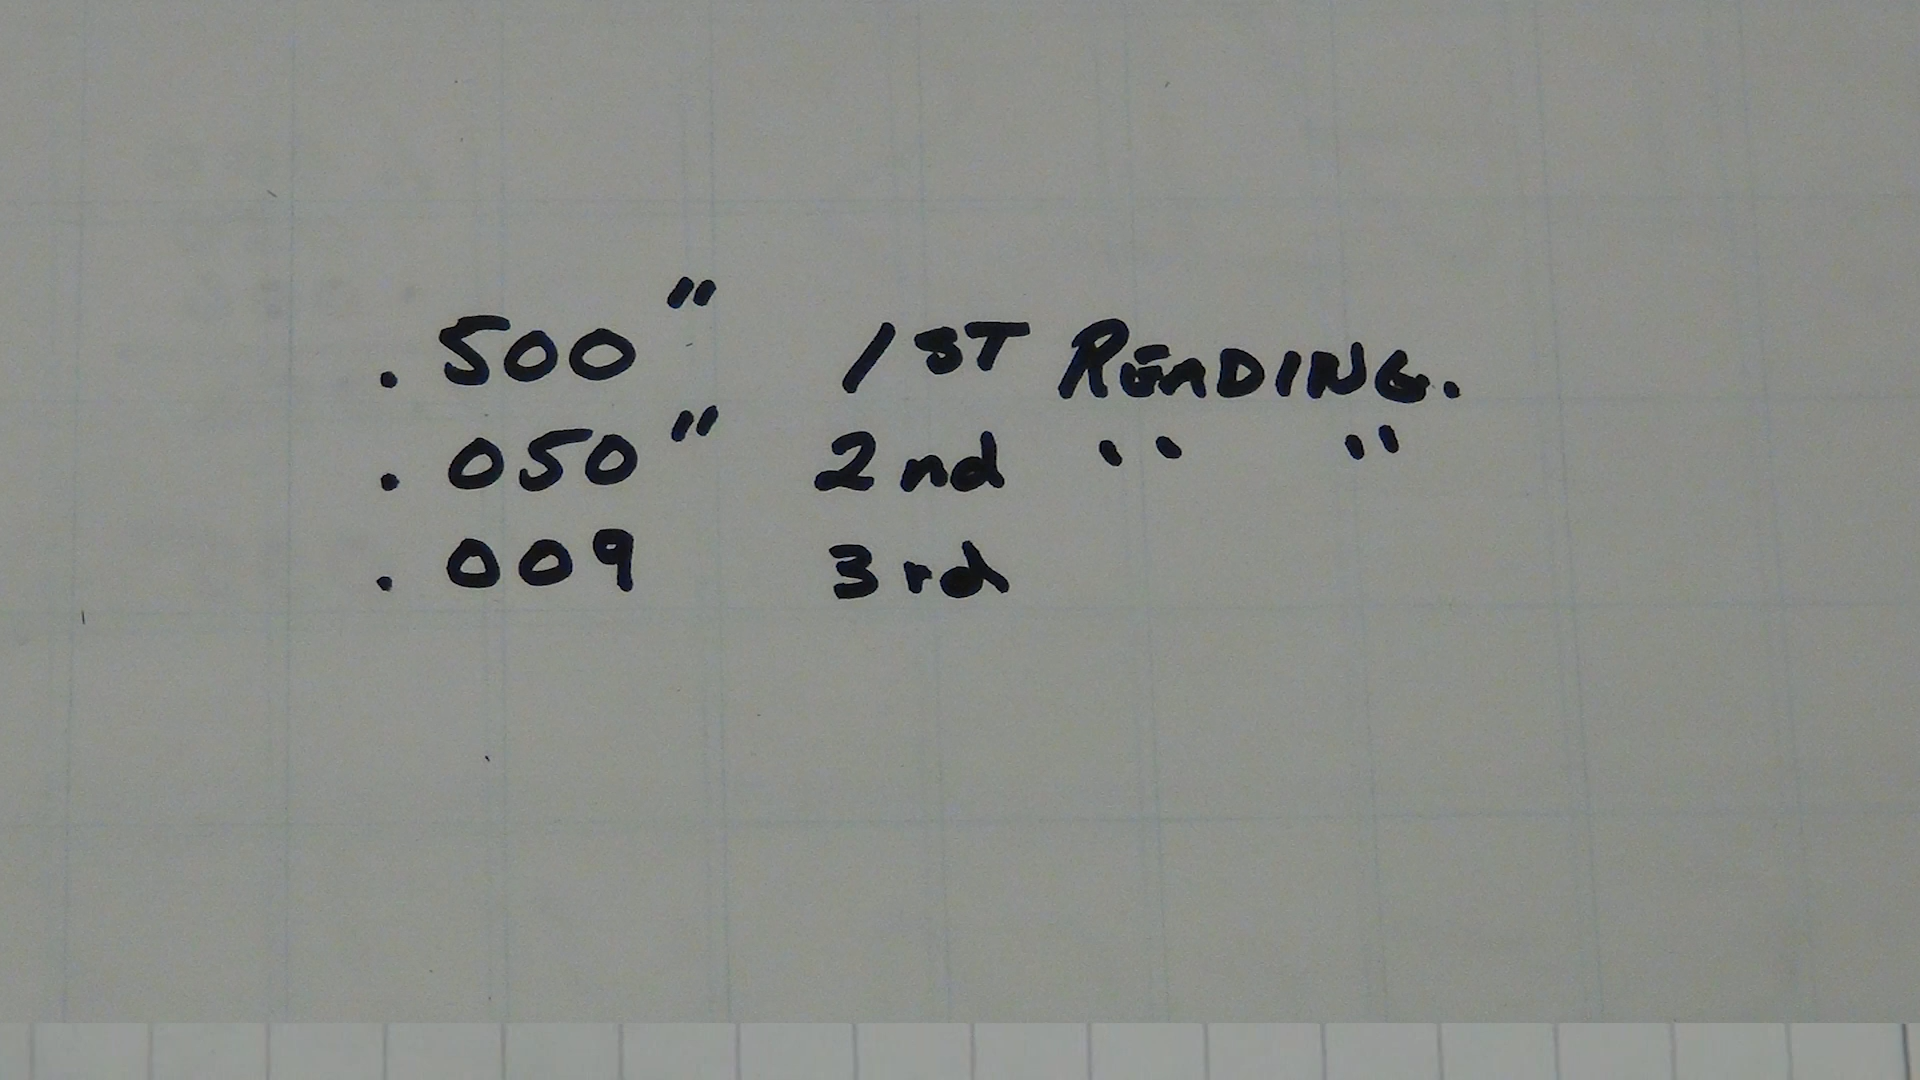 .500" 1ST READING.
.050" 2nd " "
.009 3rd